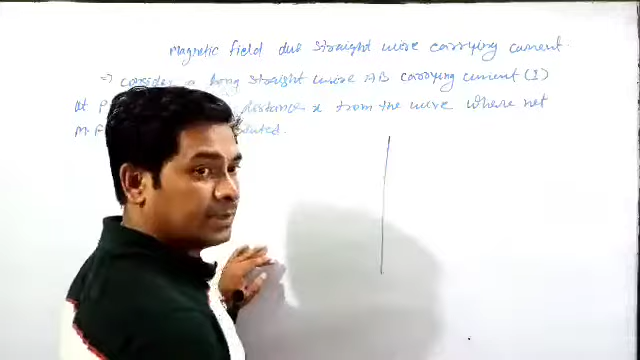 Magnetic field due straight wire carrying current.
⇒ consider a long straight wire AB carrying current (I)
at P distance x from the wire where net
M.F